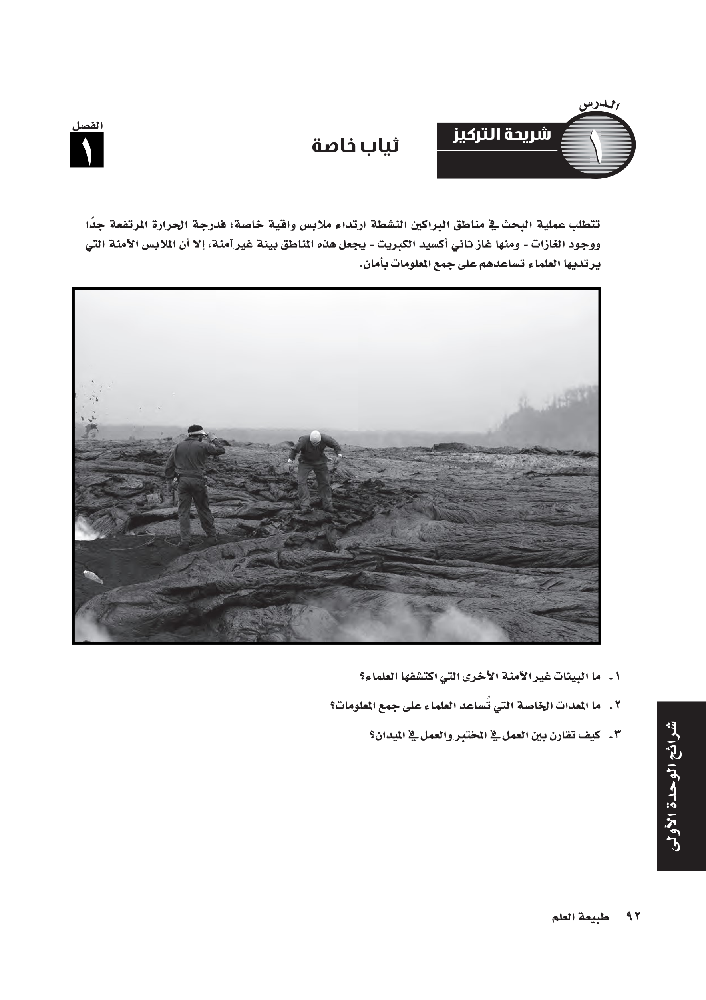 الدرس
١
شريحة التركيز
ثياب خاصة
الفصل
١
تتطلب عملية البحث في مناطق البراكين النشطة ارتداء ملابس واقية خاصة؛ فدرجة الحرارة المرتفعة جدًّا
ووجود الغازات - ومنها غاز ثاني أكسيد الكبريت - يجعل هذه المناطق بيئة غير آمنة، إلا أن الملابس الآمنة التي
يرتديها العلماء تساعدهم على جمع المعلومات بأمان.
١. ما البيئات غير الآمنة الأخرى التي اكتشفها العلماء؟
٢. ما المعدات الخاصة التي تُساعد العلماء على جمع المعلومات؟
٣. كيف تقارن بين العمل في المختبر والعمل في الميدان؟
شرائح الوحدة الأولى
٩٢ طبيعة العلم